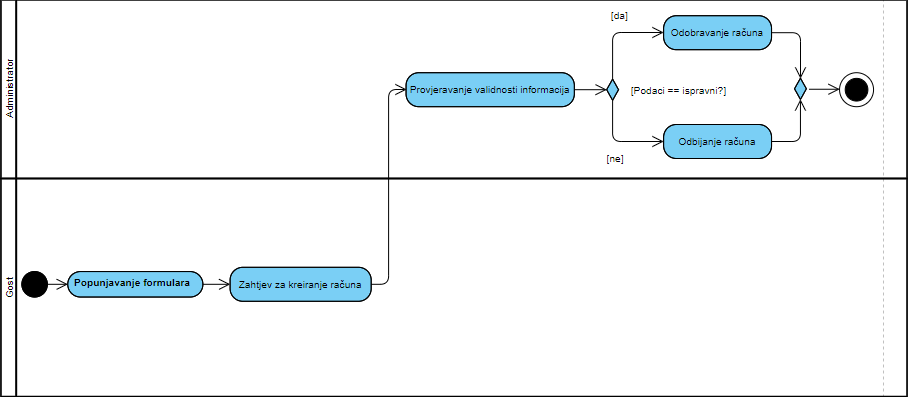 Administrator
[da]
Odobravanje računa
Provjeravanje validnosti informacija
[Podaci == ispravni?]
Odbijanje računa
[ne]
Gost
Popunjavanje formulara
Zahtjev za kreiranje računa